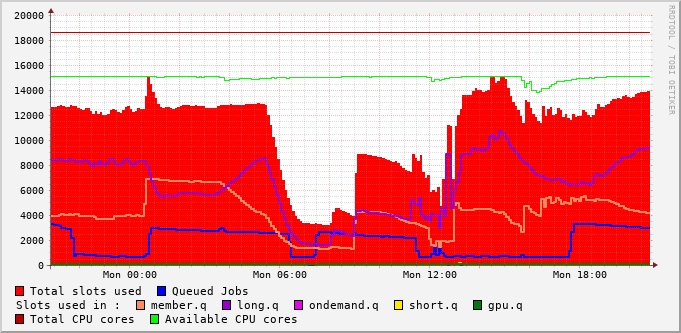 20000
18000
16000
14000
12000
10000
8000
6000
4000
2000
0
Mon 00:00 Mon 06:00 Mon 12:00 Mon 18:00
RRDTOOL / TOBI OETIKER
Total slots used Queued Jobs
Slots used in : member.q long.q ondemand.q short.q gpu.q
Total CPU cores Available CPU cores